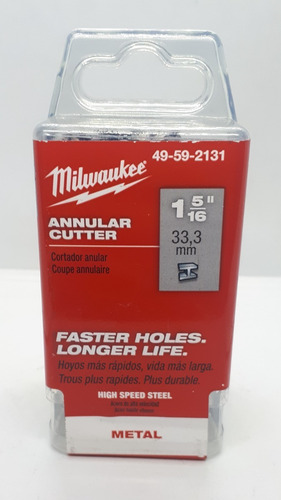 49-59-2131
Milwaukee
ANNULAR
CUTTER
Cortador anular
Coupe annulaire
1 5/16"
33,3
mm
FASTER HOLES.
LONGER LIFE.
Hoyos más rápidos, vida más larga.
Trous plus rapides. Plus durable.
HIGH SPEED STEEL
METAL